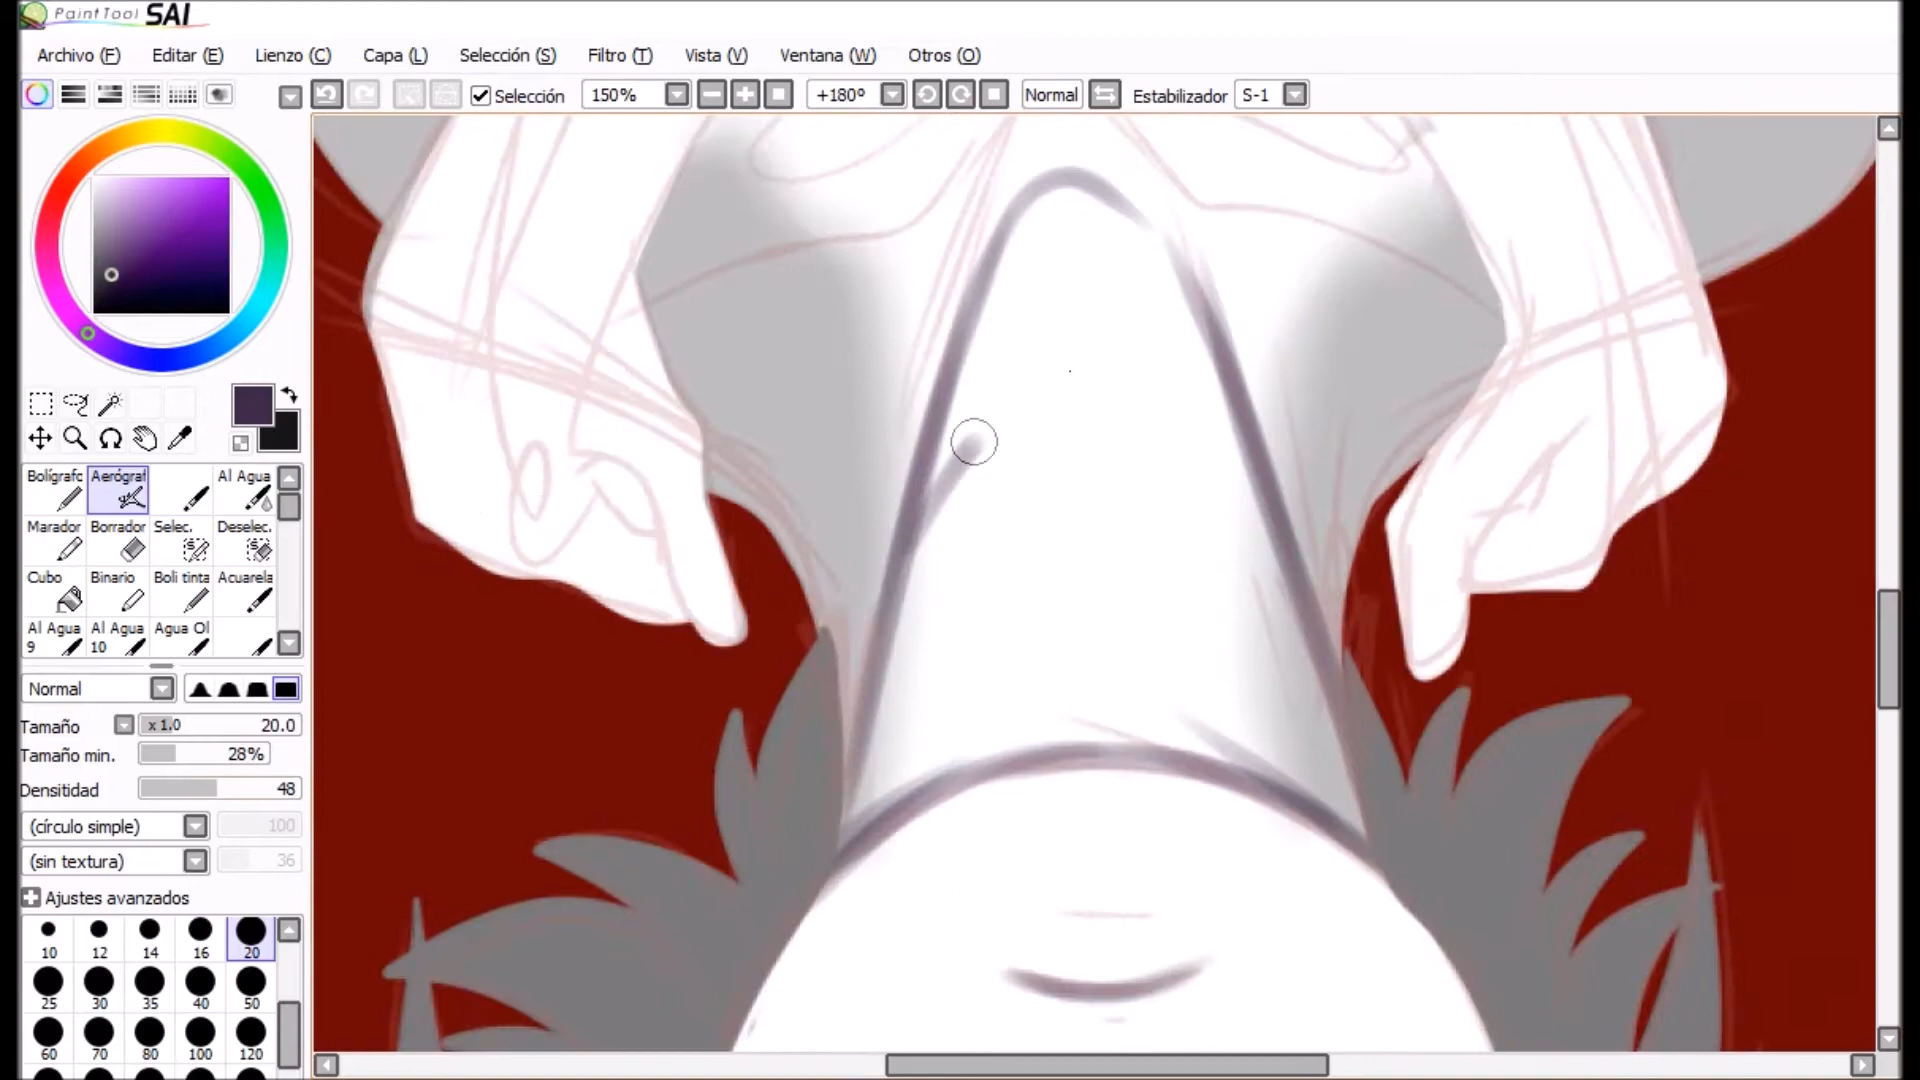 PaintTool SAI
Archivo (F) Editar (E) Lienzo (C) Capa (L) Selección (S) Filtro (T) Vista (V) Ventana (W) Otros (O)
Selección 150% +180º Normal Estabilizador S-1
Bolígrafc Aerógraf Al Agua
Marador Borrador Selec. Deselec.
Cubo Binario Boli tinta Acuarela
Al Agua Al Agua Agua Ol
9 10
Normal
Tamaño x 1.0 20.0
Tamaño min. 28%
Densitidad 48
(círculo simple) 100
(sin textura) 36
Ajustes avanzados
10 12 14 16 20
25 30 35 40 50
60 70 80 100 120